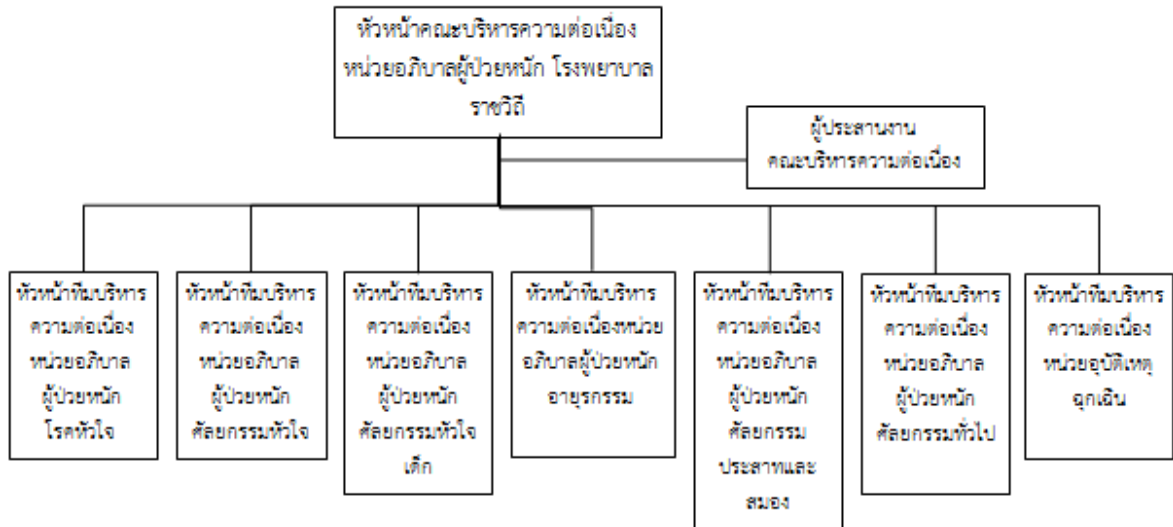 หัวหน้าคณะบริหารความต่อเนื่อง
หน่วยอภิบาลผู้ป่วยหนัก โรงพยาบาล
ราชวิถี
ผู้ประสานงาน
คณะบริหารความต่อเนื่อง
หัวหน้าทีมบริหาร
ความต่อเนื่อง
หน่วยอภิบาล
ผู้ป่วยหนัก
โรคหัวใจ
หัวหน้าทีมบริหาร
ความต่อเนื่อง
หน่วยอภิบาล
ผู้ป่วยหนัก
ศัลยกรรมหัวใจ
หัวหน้าทีมบริหาร
ความต่อเนื่อง
หน่วยอภิบาล
ผู้ป่วยหนัก
ศัลยกรรมหัวใจ
เด็ก
หัวหน้าทีมบริหาร
ความต่อเนื่องหน่วย
อภิบาลผู้ป่วยหนัก
อายุรกรรม
หัวหน้าทีมบริหาร
ความต่อเนื่อง
หน่วยอภิบาล
ผู้ป่วยหนัก
ศัลยกรรม
ประสาทและ
สมอง
หัวหน้าทีมบริหาร
ความต่อเนื่อง
หน่วยอภิบาล
ผู้ป่วยหนัก
ศัลยกรรมทั่วไป
หัวหน้าทีมบริหาร
ความต่อเนื่อง
หน่วยอุบัติเหตุ
ฉุกเฉิน